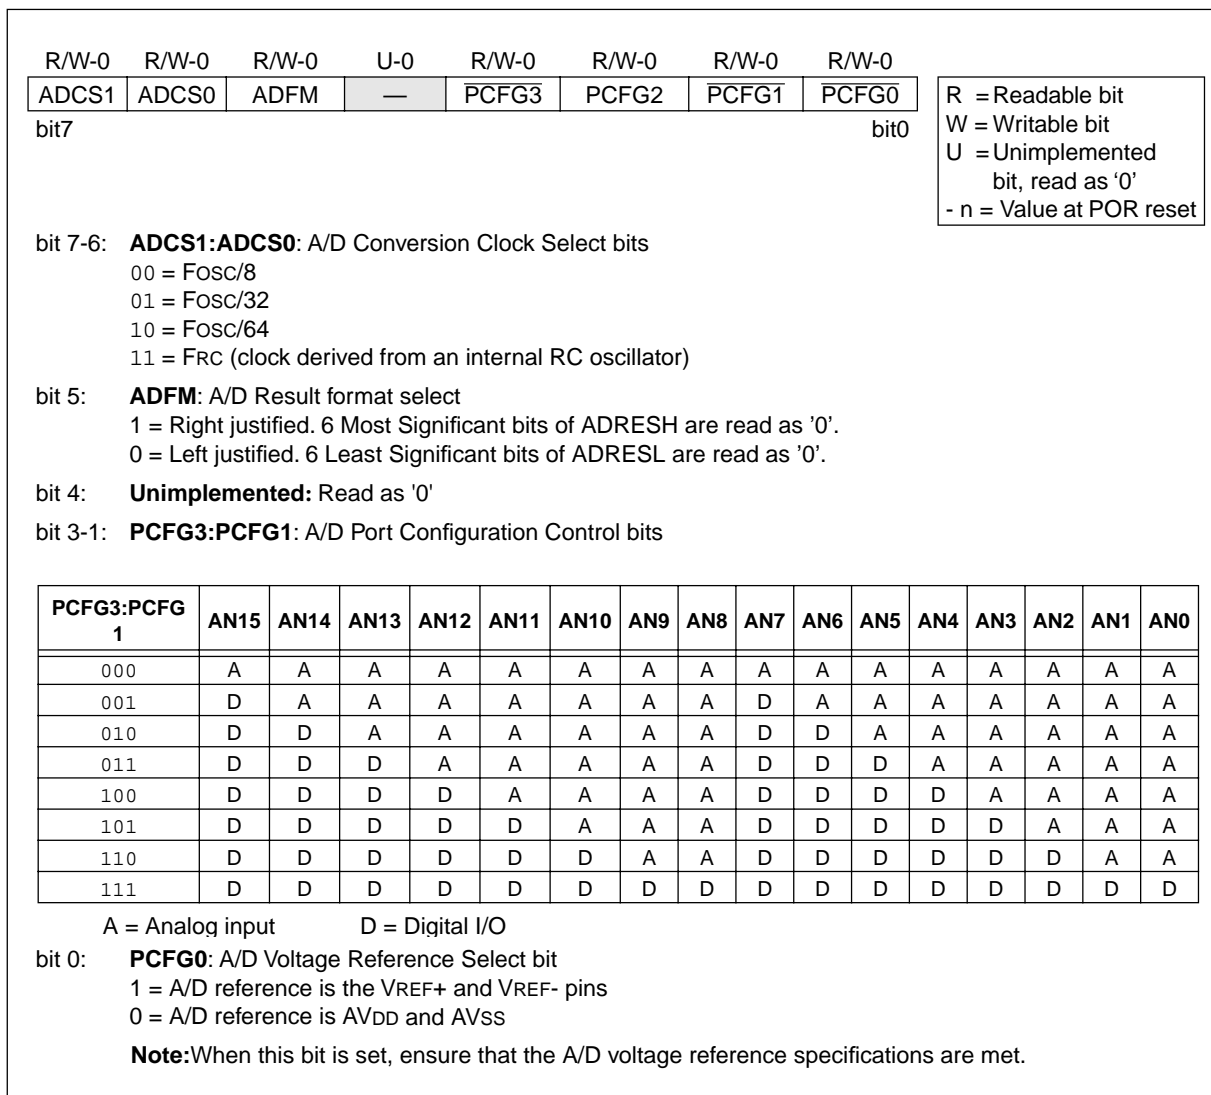 R/W-0 R/W-0 R/W-0 U-0 R/W-0 R/W-0 R/W-0 R/W-0
ADCS1 ADCS0 ADFM — PCFG3 PCFG2 PCFG1 PCFG0
bit7 bit0
R = Readable bit
W = Writable bit
U = Unimplemented
bit, read as ‘0’
- n = Value at POR reset
bit 7-6: ADCS1:ADCS0: A/D Conversion Clock Select bits
00 = FOSC/8
01 = FOSC/32
10 = FOSC/64
11 = FRC (clock derived from an internal RC oscillator)
bit 5: ADFM: A/D Result format select
1 = Right justified. 6 Most Significant bits of ADRESH are read as ’0’.
0 = Left justified. 6 Least Significant bits of ADRESL are read as ’0’.
bit 4: Unimplemented: Read as '0'
bit 3-1: PCFG3:PCFG1: A/D Port Configuration Control bits
PCFG3:PCFG
1 AN15 AN14 AN13 AN12 AN11 AN10 AN9 AN8 AN7 AN6 AN5 AN4 AN3 AN2 AN1 AN0
000 A A A A A A A A A A A A A A A A
001 D A A A A A A A D A A A A A A A
010 D D A A A A A A D D A A A A A A
011 D D D A A A A A D D D A A A A A
100 D D D D A A A A D D D D A A A A
101 D D D D D A A A D D D D D A A A
110 D D D D D D A A D D D D D D A A
111 D D D D D D D D D D D D D D D D
A = Analog input D = Digital I/O
bit 0: PCFG0: A/D Voltage Reference Select bit
1 = A/D reference is the VREF+ and VREF- pins
0 = A/D reference is AVDD and AVSS
Note:When this bit is set, ensure that the A/D voltage reference specifications are met.